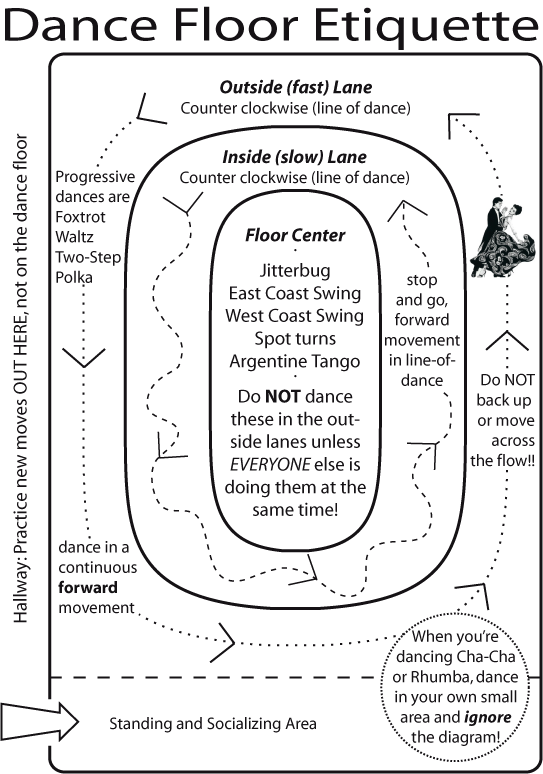 Dance Floor Etiquette
Outside (fast) Lane
Counter clockwise (line of dance)
Inside (slow) Lane
Counter clockwise (line of dance)
Progressive
dances are
Foxtrot
Waltz
Two-Step
Polka
Floor Center
Jitterbug
East Coast Swing
West Coast Swing
Spot turns
Argentine Tango
Do NOT dance
these in the out-
side lanes unless
EVERYONE else is
doing them at the
same time!
stop
and go,
forward
movement
in line-of-
dance
Do NOT
back up
or move
across
the flow!!
Hallway: Practice new moves OUT HERE, not on the dance floor
dance in a
continuous
forward
movement
When you're
dancing Cha-Cha
or Rhumba, dance
in your own small
area and ignore
the diagram!
Standing and Socializing Area